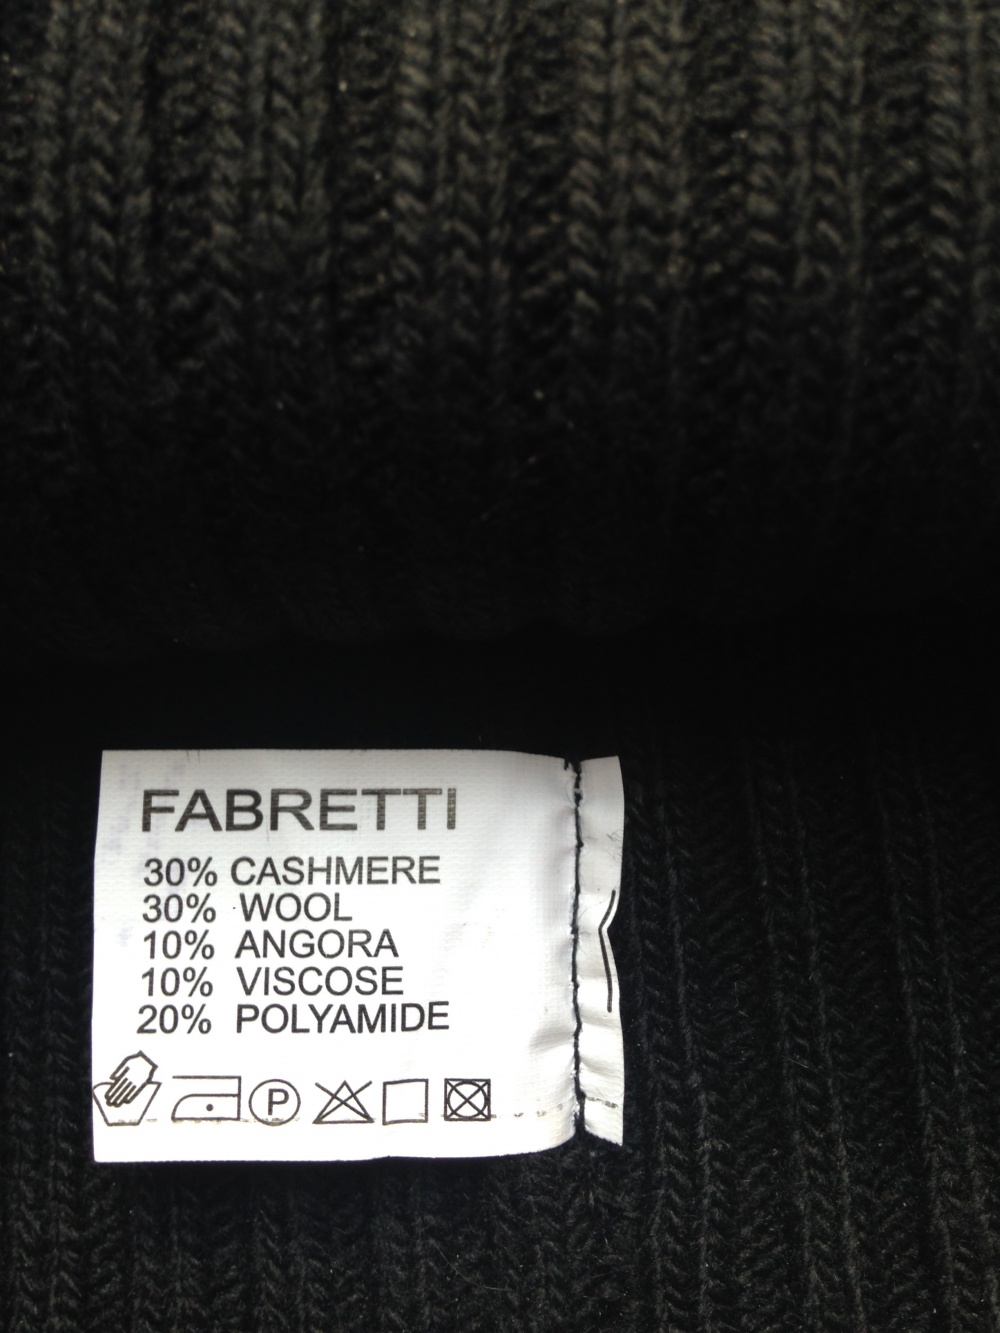 FABRETTI
30% CASHMERE
30% WOOL
10% ANGORA
10% VISCOSE
20% POLYAMIDE
P